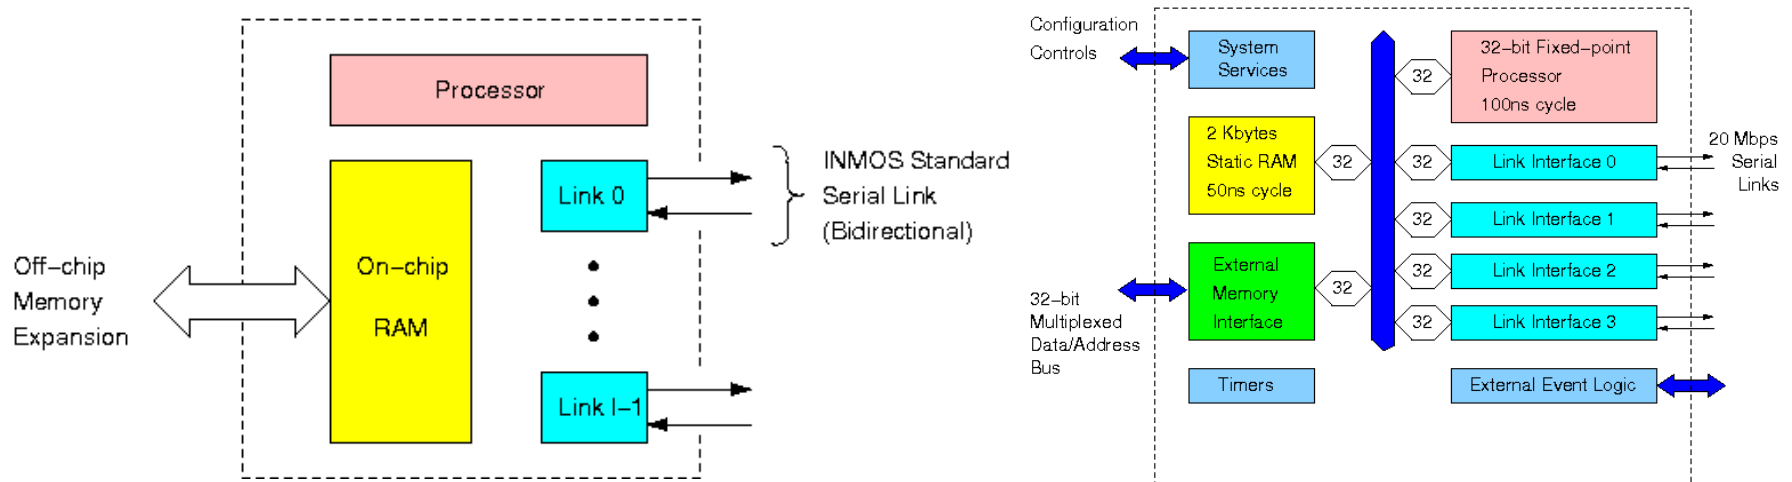 Processor
Off-chip
Memory
Expansion
On-chip
RAM
Link 0
Link l-1
INMOS Standard
Serial Link
(Bidirectional)
Configuration
Controls
System
Services
2 Kbytes
Static RAM
50ns cycle
32
External
Memory
Interface
32
32-bit
Multiplexed
Data/Address
Bus
Timers
32
32-bit Fixed-point
Processor
100ns cycle
32
Link Interface 0
20 Mbps
Serial
Links
32
Link Interface 1
32
Link Interface 2
32
Link Interface 3
External Event Logic